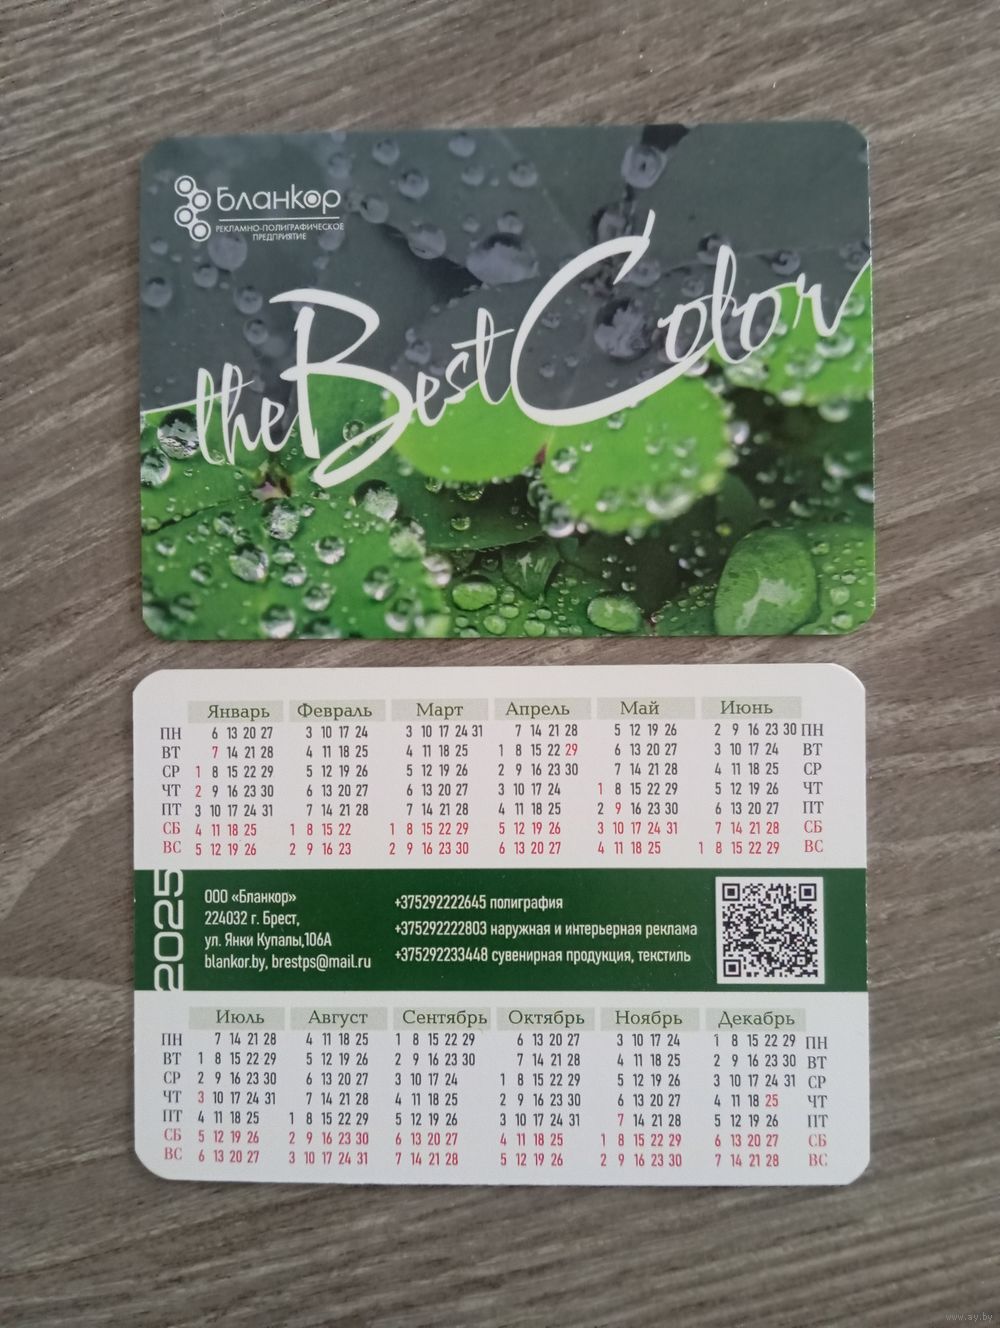 Бланкор
РЕКЛАМНО-ПОЛИГРАФИЧЕСКОЕ
ПРЕДПРИЯТИЕ
the Best Color
Январь Февраль Март Апрель Май Июнь
ПН 6 13 20 27 3 10 17 24 3 10 17 24 31 7 14 21 28 5 12 19 26 2 9 16 23 30 ПН
ВТ 7 14 21 28 4 11 18 25 4 11 18 25 1 8 15 22 29 6 13 20 27 3 10 17 24 ВТ
СР 1 8 15 22 29 5 12 19 26 5 12 19 26 2 9 16 23 30 7 14 21 28 4 11 18 25 СР
ЧТ 2 9 16 23 30 6 13 20 27 6 13 20 27 3 10 17 24 1 8 15 22 29 5 12 19 26 ЧТ
ПТ 3 10 17 24 31 7 14 21 28 7 14 21 28 4 11 18 25 2 9 16 23 30 6 13 20 27 ПТ
СБ 4 11 18 25 1 8 15 22 1 8 15 22 29 5 12 19 26 3 10 17 24 31 7 14 21 28 СБ
ВС 5 12 19 26 2 9 16 23 2 9 16 23 30 6 13 20 27 4 11 18 25 1 8 15 22 29 ВС
2025
ООО «Бланкор»
224032 г. Брест,
ул. Янки Купалы,106А
blankor.by, brestps@mail.ru
+375292222645 полиграфия
+375292222803 наружная и интерьерная реклама
+375292233448 сувенирная продукция, текстиль
Июль Август Сентябрь Октябрь Ноябрь Декабрь
ПН 7 14 21 28 4 11 18 25 1 8 15 22 29 6 13 20 27 3 10 17 24 1 8 15 22 29 ПН
ВТ 1 8 15 22 29 5 12 19 26 2 9 16 23 30 7 14 21 28 4 11 18 25 2 9 16 23 30 ВТ
СР 2 9 16 23 30 6 13 20 27 3 10 17 24 1 8 15 22 29 5 12 19 26 3 10 17 24 31 СР
ЧТ 3 10 17 24 31 7 14 21 28 4 11 18 25 2 9 16 23 30 6 13 20 27 4 11 18 25 ЧТ
ПТ 4 11 18 25 1 8 15 22 29 5 12 19 26 3 10 17 24 31 7 14 21 28 5 12 19 26 ПТ
СБ 5 12 19 26 2 9 16 23 30 6 13 20 27 4 11 18 25 1 8 15 22 29 6 13 20 27 СБ
ВС 6 13 20 27 3 10 17 24 31 7 14 21 28 5 12 19 26 2 9 16 23 30 7 14 21 28 ВС
www.ay.by